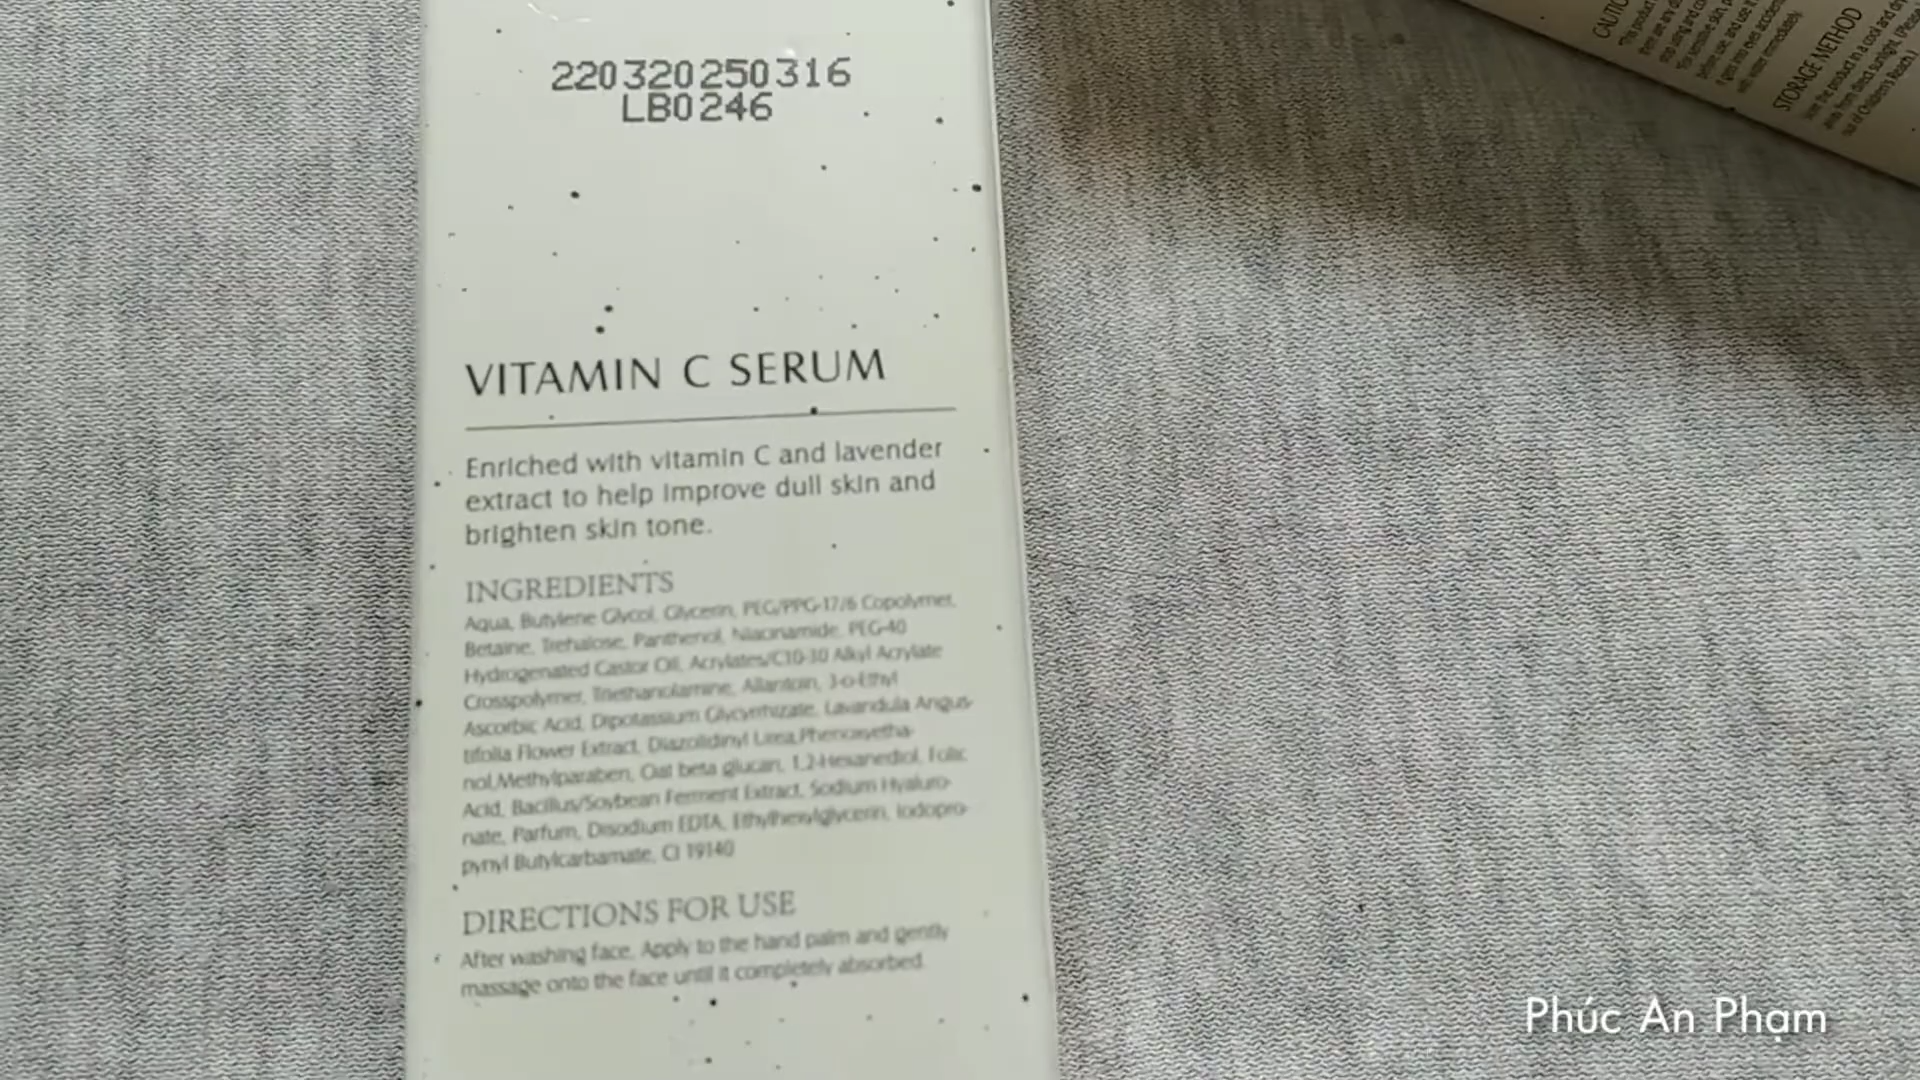 220320250316
LB0246
VITAMIN C SERUM
Enriched with vitamin C and lavender
extract to help improve dull skin and
brighten skin tone.
INGREDIENTS
Aqua, Butylene Glycol, Glycerin, PEG/PPG-17/6 Copolymer,
Betaine, Trehalose, Panthenol, Niacinamide, PEG-40
Hydrogenated Castor Oil, Acrylates/C10-30 Alkyl Acrylate
Crosspolymer, Triethanolamine, Allantoin, 3-o-Ethyl
Ascorbic Acid, Dipotassium Glycyrrhizate, Lavandula Angus-
tifolia Flower Extract, Diazolidinyl Urea,Phenoxyetha-
nol,Methylparaben, Oat beta glucan, 1,2-Hexanediol, Folic
Acid, Bacillus/Soybean Ferment Extract, Sodium Hyaluro-
nate, Parfum, Disodium EDTA, Ethylhexylglycerin, Iodopro-
pynyl Butylcarbamate, CI 19140
DIRECTIONS FOR USE
After washing face, Apply to the hand palm and gently
massage onto the face until it completely absorbed.
STORAGE METHOD
Phúc An Phạm